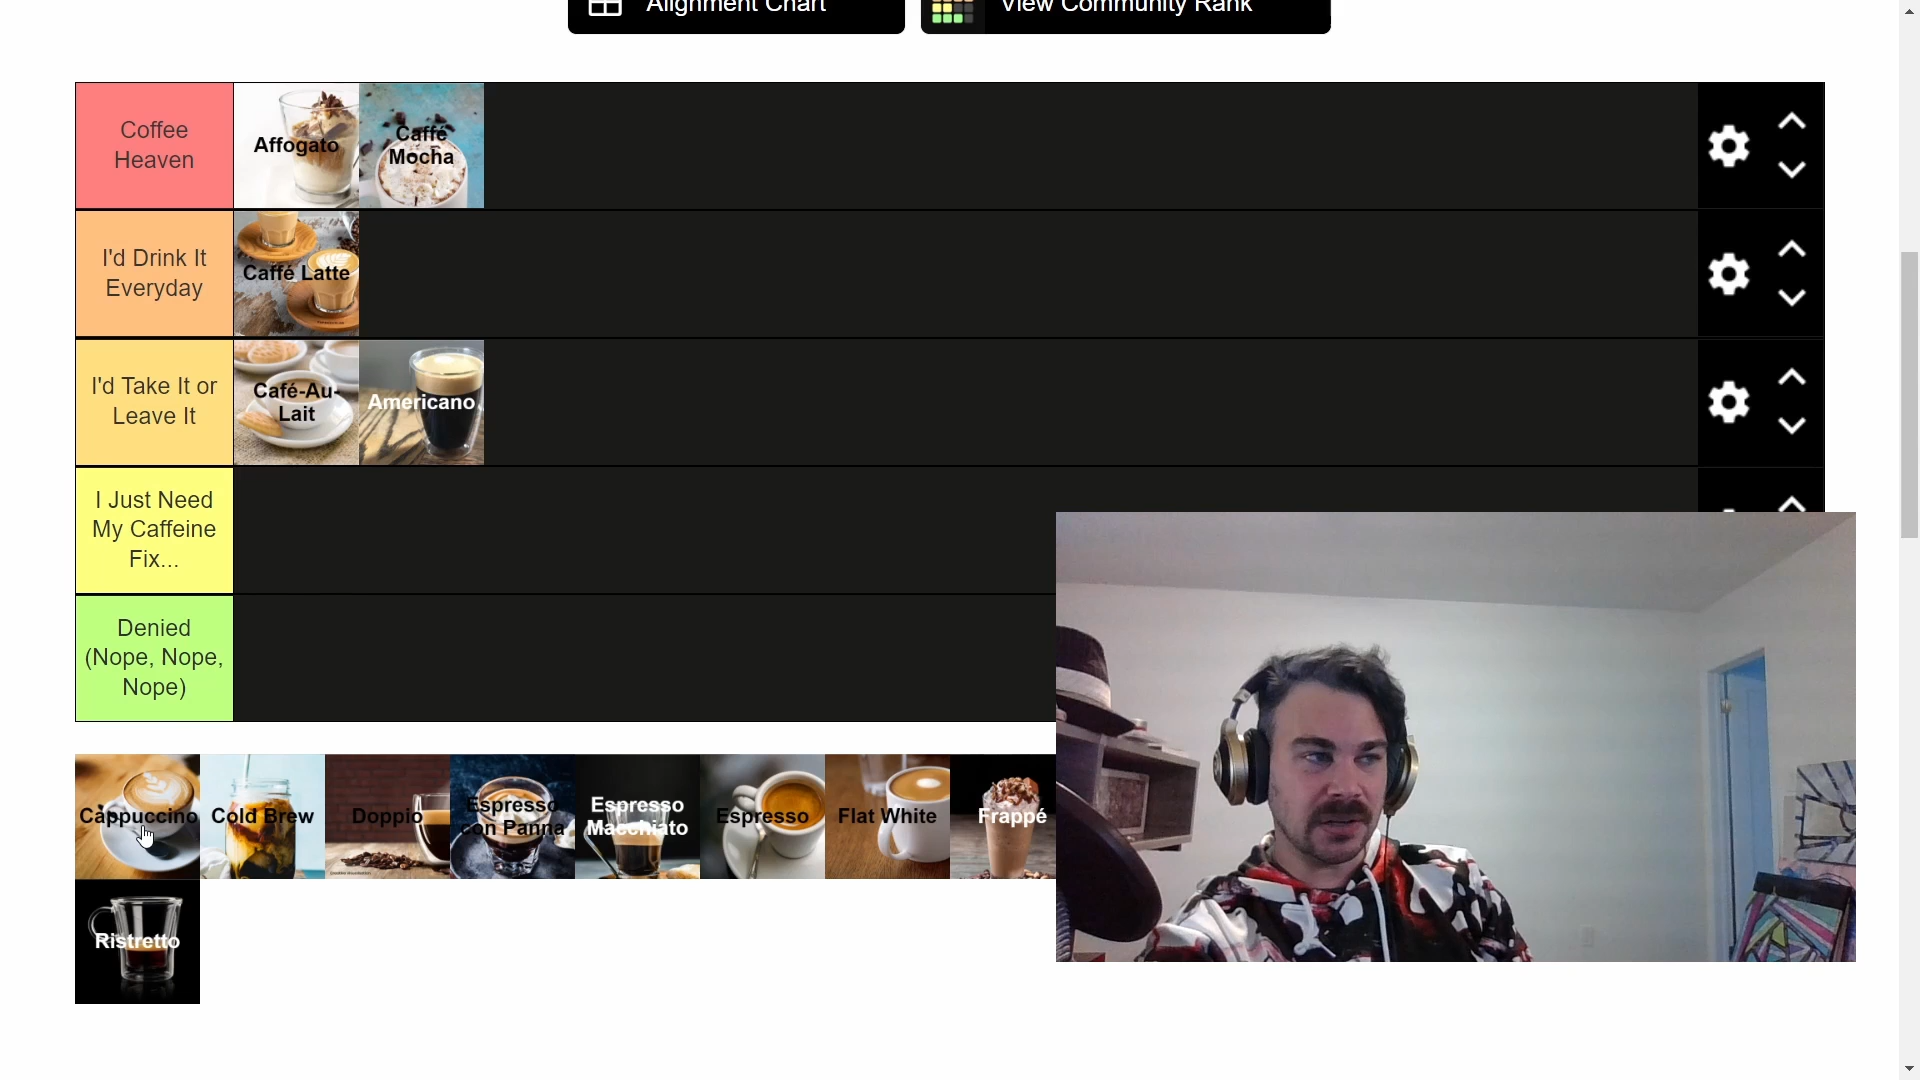 Alignment Chart
View Community Rank
Coffee
Heaven
Affogato
Caffé
Mocha
I'd Drink It
Everyday
Caffé Latte
I'd Take It or
Leave It
Café-Au-
Lait
Americano
I Just Need
My Caffeine
Fix...
Denied
(Nope, Nope,
Nope)
Cappuccino
Cold Brew
Doppio
Espresso
con Panna
Espresso
Macchiato
Espresso
Flat White
Frappé
Ristretto